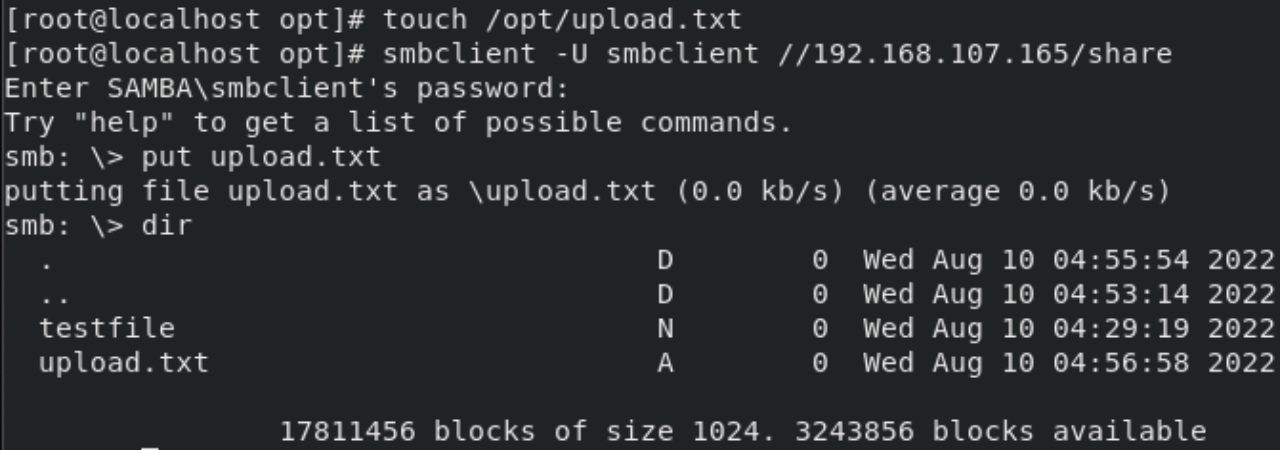 [root@localhost opt]# touch /opt/upload.txt
[root@localhost opt]# smbclient -U smbclient //192.168.107.165/share
Enter SAMBA\smbclient's password:
Try "help" to get a list of possible commands.
smb: \> put upload.txt
putting file upload.txt as \upload.txt (0.0 kb/s) (average 0.0 kb/s)
smb: \> dir
  .                                   D        0  Wed Aug 10 04:55:54 2022
  ..                                  D        0  Wed Aug 10 04:53:14 2022
  testfile                            N        0  Wed Aug 10 04:29:19 2022
  upload.txt                          A        0  Wed Aug 10 04:56:58 2022
                17811456 blocks of size 1024. 3243856 blocks available